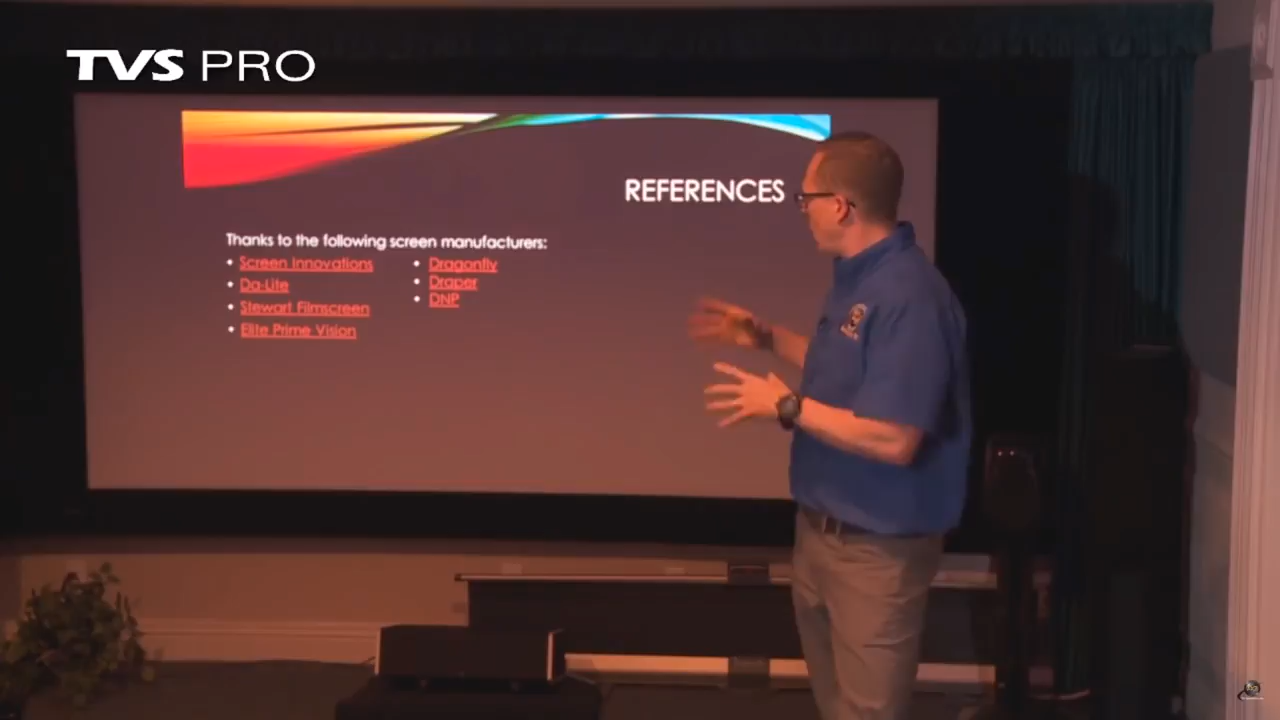 TVS PRO
REFERENCES
Thanks to the following screen manufacturers:
• Screen Innovations
• Da-Lite
• Stewart Filmscreen
• Elite Prime Vision
• Dragonfly
• Draper
• DNP